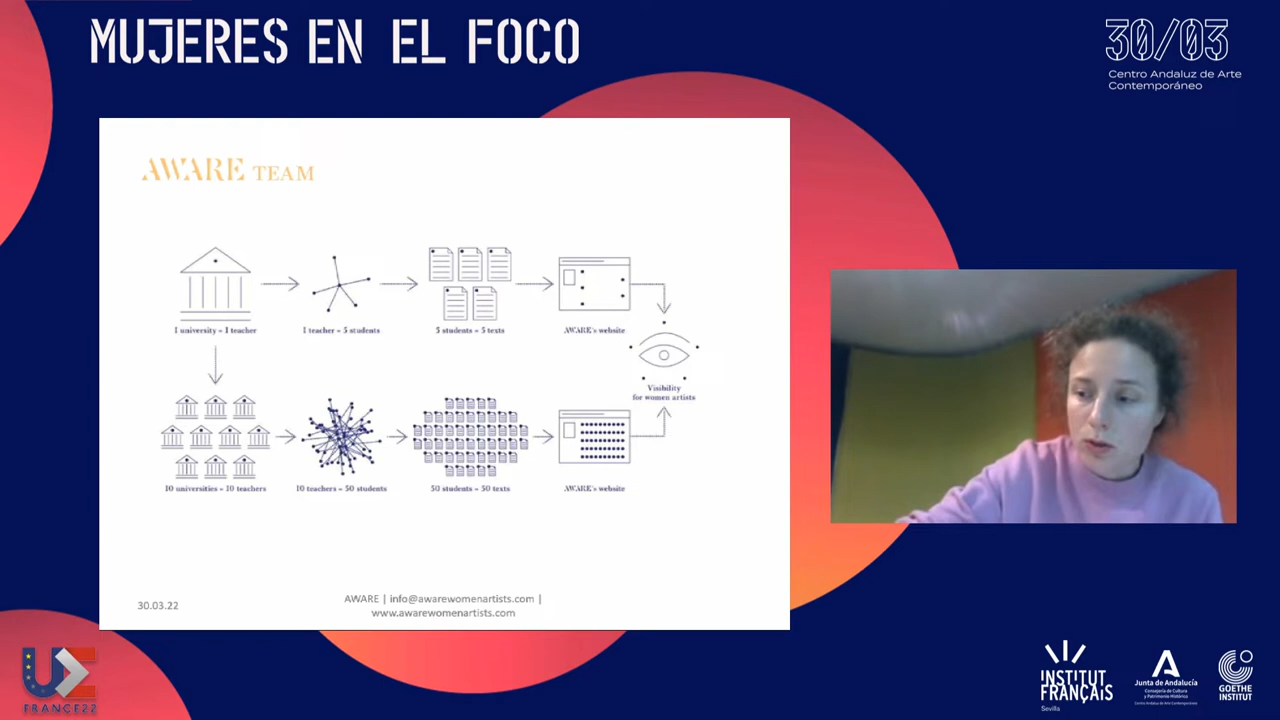 MUJERES EN EL FOCO
30/03
Centro Andaluz de Arte
Contemporáneo
AWARE TEAM
1 university = 1 teacher
1 teacher = 5 students
5 students = 5 texts
AWARE's website
Visibility
for women artists
10 universities = 10 teachers
10 teachers = 50 students
50 students = 50 texts
AWARE's website
30.03.22
AWARE | info@awarewomenartists.com |
www.awarewomenartists.com
UE
FRANCE22
INSTITUT
FRANÇAIS
Sevilla
Junta de Andalucía
Consejería de Cultura
y Patrimonio Histórico
Centro Andaluz de Arte Contemporáneo
GOETHE
INSTITUT